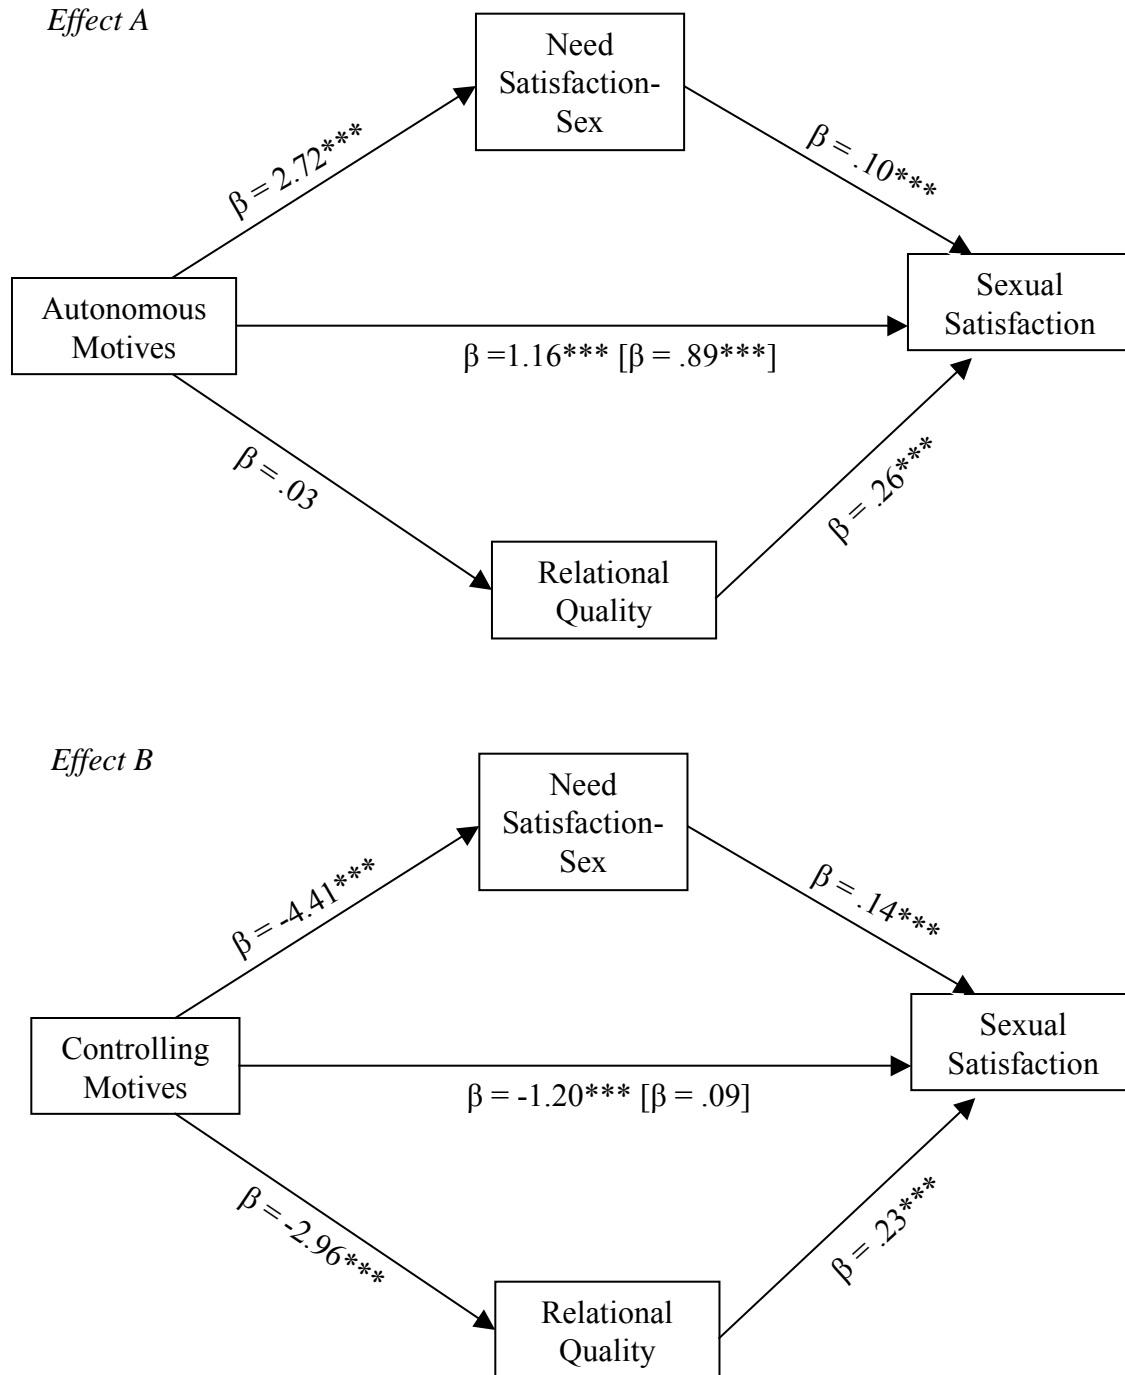 Effect A
Need
Satisfaction-
Sex
β = 2.72***
β = .10***
Autonomous
Motives
Sexual
Satisfaction
β =1.16*** [β = .89***]
β = .03
β = .26***
Relational
Quality
Effect B
Need
Satisfaction-
Sex
β = -4.41***
β = .14***
Controlling
Motives
Sexual
Satisfaction
β = -1.20*** [β = .09]
β = -2.96***
β = .23***
Relational
Quality